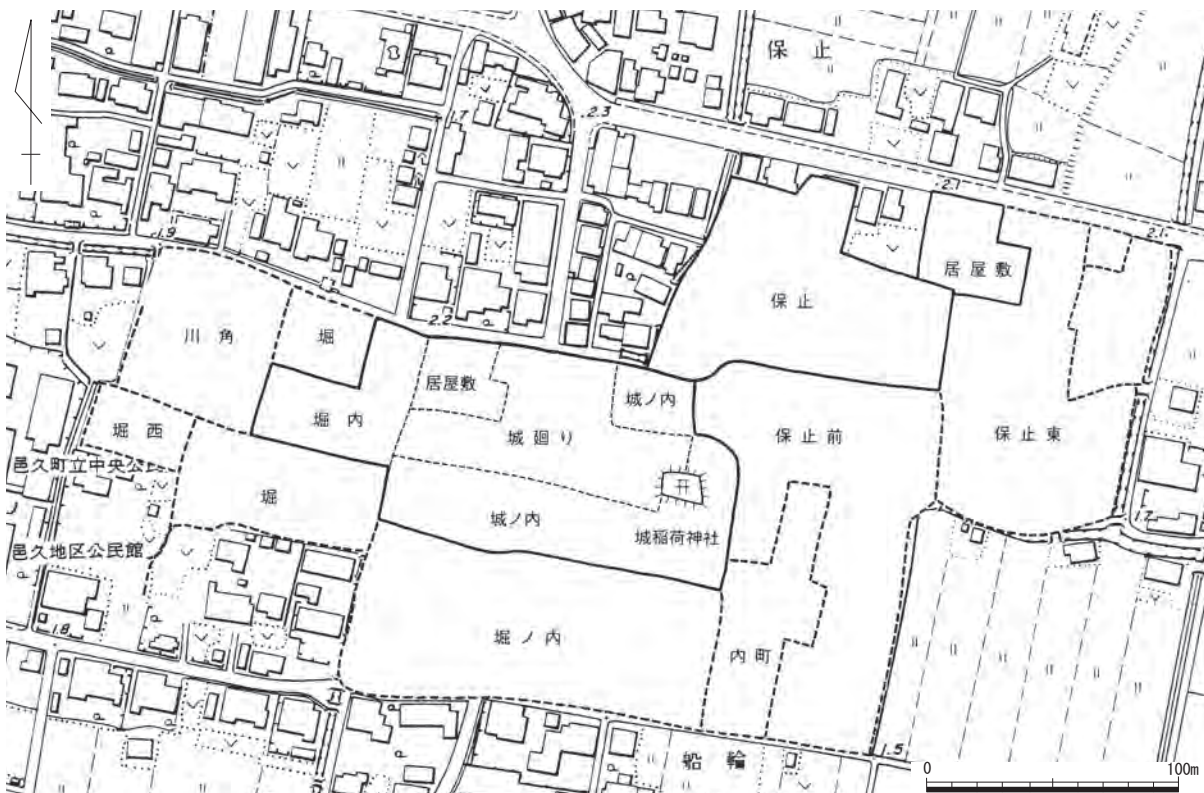 保止
2.3
1.7
2.1
2.1
1.9
居屋敷
保止
川角
堀
2.2
居屋敷
城ノ内
堀内
城廻り
保止前
保止東
堀西
邑久町立中央公民
堀
城ノ内
城稲荷神社
1.7
邑久地区公民館
堀ノ内
内町
1.8
船輪
1.5
0
100m